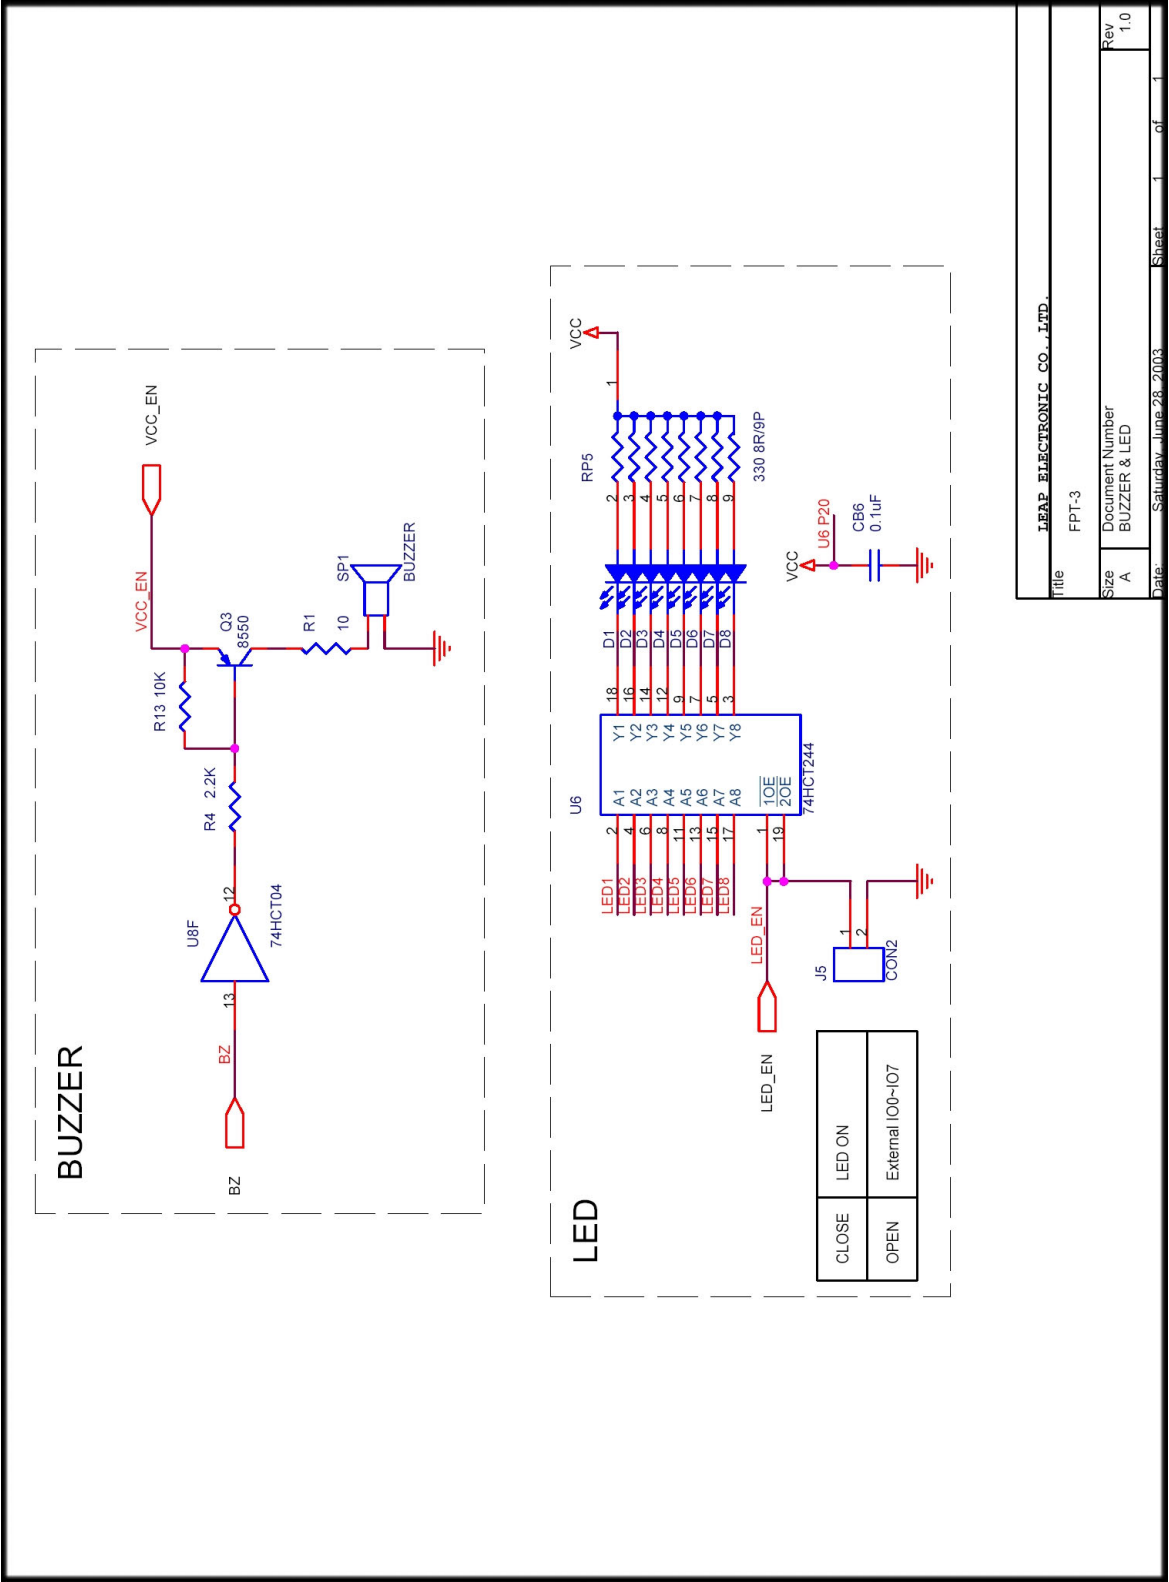 BUZZER
VCC_EN
VCC_EN
R13 10K
Q3
8550
R4 2.2K
BZ
BZ
13
U8F
12
74HCT04
R1
10
SP1
BUZZER
LED
U6
LED1
LED2
LED3
LED4
LED5
LED6
LED7
LED8
2
4
6
8
11
13
15
17
1
19
A1
A2
A3
A4
A5
A6
A7
A8
1OE
2OE
Y1
Y2
Y3
Y4
Y5
Y6
Y7
Y8
18
16
14
12
9
7
5
3
74HCT244
D1
D2
D3
D4
D5
D6
D7
D8
RP5
2
3
4
5
6
7
8
9
330 8R/9P
1
VCC
LED_EN
LED_EN
J5
1
2
CON2
VCC
U6 P20
CB6
0.1uF
CLOSE LED ON
OPEN External IO0~IO7
LEAP ELECTRONIC CO.,LTD.
Title
FPT-3
Size Document Number Rev
A BUZZER & LED 1.0
Date: Saturday, June 28, 2003 Sheet 1 of 1